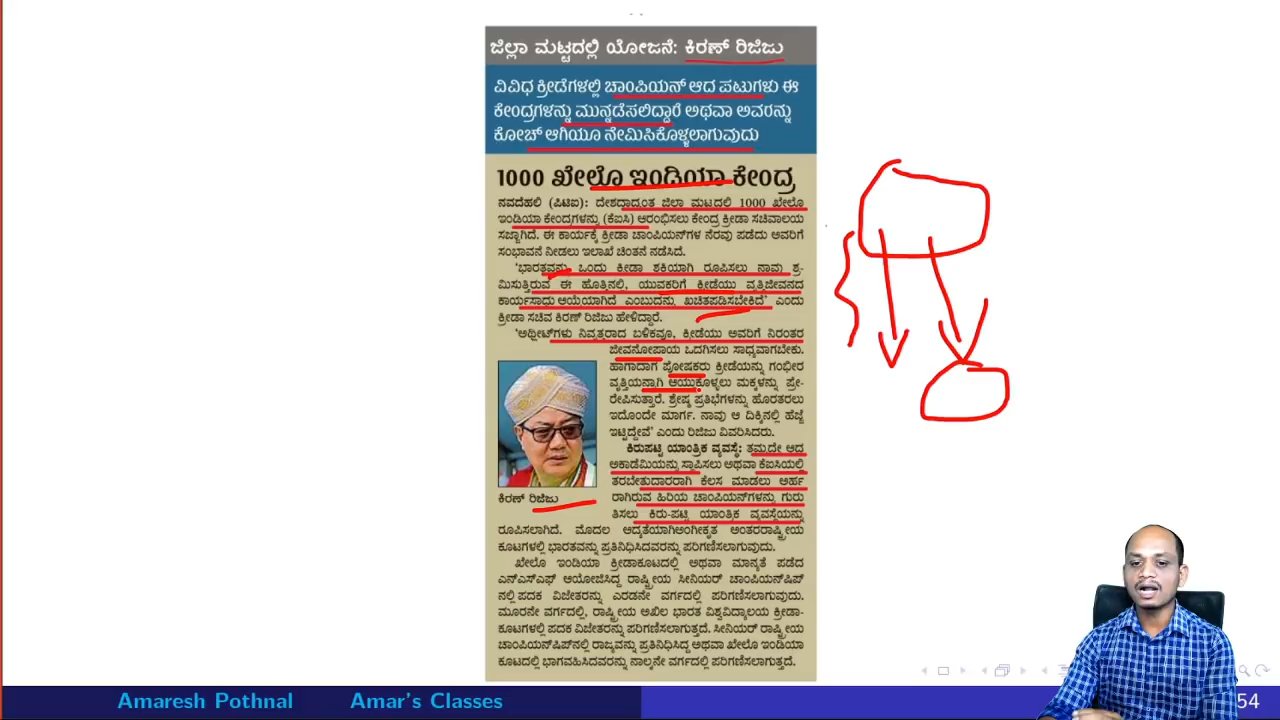 ಜಿಲ್ಲಾ ಮಟ್ಟದಲ್ಲಿ ಯೋಜನೆ: ಕಿರಣ್ ರಿಜಿಜು
ವಿವಿಧ ಕ್ರೀಡೆಗಳಲ್ಲಿ ಚಾಂಪಿಯನ್ ಆದ ಪಟುಗಳು ಈ
ಕೇಂದ್ರಗಳನ್ನು ಮುನ್ನಡೆಸಲಿದ್ದಾರೆ ಅಥವಾ ಅವರನ್ನು
ಕೋಚ್ ಆಗಿಯೂ ನೇಮಿಸಿಕೊಳ್ಳಲಾಗುವುದು
1000 ಖೇಲೊ ಇಂಡಿಯಾ ಕೇಂದ್ರ
ನವದೆಹಲಿ (ಪಿಟಿಐ): ದೇಶದಾದ್ಯಂತ ಜಿಲ್ಲಾ ಮಟ್ಟದಲ್ಲಿ 1000 ಖೇಲೊ
ಇಂಡಿಯಾ ಕೇಂದ್ರಗಳನ್ನು (ಕೆಐಸಿ) ಆರಂಭಿಸಲು ಕೇಂದ್ರ ಕ್ರೀಡಾ ಸಚಿವಾಲಯ
ಸಜ್ಜಾಗಿದೆ. ಈ ಕಾರ್ಯಕ್ಕೆ ಕ್ರೀಡಾ ಚಾಂಪಿಯನ್‌ಗಳ ನೆರವು ಪಡೆದು ಅವರಿಗೆ
ಸಂಭಾವನೆ ನೀಡಲು ಇಲಾಖೆ ಚಿಂತನೆ ನಡೆಸಿದೆ.
‘ಭಾರತವನ್ನು ಒಂದು ಕ್ರೀಡಾ ಶಕ್ತಿಯಾಗಿ ರೂಪಿಸಲು ನಾವು ಶ್ರ-
ಮಿಸುತ್ತಿರುವ ಈ ಹೊತ್ತಿನಲ್ಲಿ, ಯುವಕರಿಗೆ ಕ್ರೀಡೆಯು ವೃತ್ತಿಜೀವನದ
ಕಾರ್ಯಸಾಧು ಆಯ್ಕೆಯಾಗಿದೆ ಎಂಬುದನ್ನು ಖಚಿತಪಡಿಸಬೇಕಿದೆ’ ಎಂದು
ಕ್ರೀಡಾ ಸಚಿವ ಕಿರಣ್ ರಿಜಿಜು ಹೇಳಿದ್ದಾರೆ.
‘ಅಥ್ಲೀಟ್‌ಗಳು ನಿವೃತ್ತರಾದ ಬಳಿಕವೂ, ಕ್ರೀಡೆಯು ಅವರಿಗೆ ನಿರಂತರ
ಜೀವನೋಪಾಯ ಒದಗಿಸಲು ಸಾಧ್ಯವಾಗಬೇಕು.
ಹಾಗಾದಾಗ ಪೋಷಕರು ಕ್ರೀಡೆಯನ್ನು ಗಂಭೀರ
ವೃತ್ತಿಯನ್ನಾಗಿ ಆಯ್ದುಕೊಳ್ಳಲು ಮಕ್ಕಳನ್ನು ಪ್ರೇ-
ರೇಪಿಸುತ್ತಾರೆ. ಶ್ರೇಷ್ಠ ಪ್ರತಿಭೆಗಳನ್ನು ಹೊರತರಲು
ಇದೊಂದೇ ಮಾರ್ಗ. ನಾವು ಆ ದಿಕ್ಕಿನಲ್ಲಿ ಹೆಜ್ಜೆ
ಇಟ್ಟಿದ್ದೇವೆ’ ಎಂದು ರಿಜಿಜು ವಿವರಿಸಿದರು.
ಕಿರುಪಟ್ಟಿ ಯಾಂತ್ರಿಕ ವ್ಯವಸ್ಥೆ: ತಮ್ಮದೇ ಆದ
ಅಕಾಡೆಮಿಯನ್ನು ಸ್ಥಾಪಿಸಲು ಅಥವಾ ಕೆಐಸಿಯಲ್ಲಿ
ತರಬೇತುದಾರರಾಗಿ ಕೆಲಸ ಮಾಡಲು ಅರ್ಹ
ರಾಗಿರುವ ಹಿರಿಯ ಚಾಂಪಿಯನ್‌ಗಳನ್ನು ಗುರು
ತಿಸಲು ಕಿರು-ಪಟ್ಟಿ ಯಾಂತ್ರಿಕ ವ್ಯವಸ್ಥೆಯನ್ನು
ಕಿರಣ್ ರಿಜಿಜು
ರೂಪಿಸಲಾಗಿದೆ. ಮೊದಲ ಆದ್ಯತೆಯಾಗಿಅಂಗೀಕೃತ ಅಂತರರಾಷ್ಟ್ರೀಯ
ಕೂಟಗಳಲ್ಲಿ ಭಾರತವನ್ನು ಪ್ರತಿನಿಧಿಸಿದವರನ್ನು ಪರಿಗಣಿಸಲಾಗುವುದು.
ಖೇಲೊ ಇಂಡಿಯಾ ಕ್ರೀಡಾಕೂಟದಲ್ಲಿ ಅಥವಾ ಮಾನ್ಯತೆ ಪಡೆದ
ಎನ್‌ಎಸ್‌ಎಫ್ ಆಯೋಜಿಸಿದ್ದ ರಾಷ್ಟ್ರೀಯ ಸೀನಿಯರ್ ಚಾಂಪಿಯನ್‌ಷಿಪ್‌
ನಲ್ಲಿ ಪದಕ ವಿಜೇತರನ್ನು ಎರಡನೇ ವರ್ಗದಲ್ಲಿ ಪರಿಗಣಿಸಲಾಗುವುದು.
ಮೂರನೇ ವರ್ಗದಲ್ಲಿ, ರಾಷ್ಟ್ರೀಯ ಅಖಿಲ ಭಾರತ ವಿಶ್ವವಿದ್ಯಾಲಯ ಕ್ರೀಡಾ-
ಕೂಟಗಳಲ್ಲಿ ಪದಕ ವಿಜೇತರನ್ನು ಪರಿಗಣಿಸಲಾಗುತ್ತದೆ. ಸೀನಿಯರ್ ರಾಷ್ಟ್ರೀಯ
ಚಾಂಪಿಯನ್‌ಷಿಪ್‌ನಲ್ಲಿ ರಾಜ್ಯವನ್ನು ಪ್ರತಿನಿಧಿಸಿದ್ದ ಅಥವಾ ಖೇಲೊ ಇಂಡಿಯಾ
ಕೂಟದಲ್ಲಿ ಭಾಗವಹಿಸಿದವರನ್ನು ನಾಲ್ಕನೇ ವರ್ಗದಲ್ಲಿ ಪರಿಗಣಿಸಲಾಗುತ್ತದೆ.
Amaresh Pothnal Amar's Classes 54